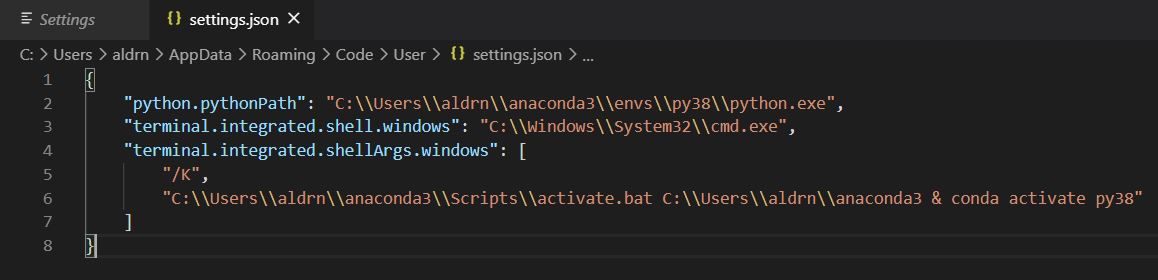 Settings {} settings.json ×
C: > Users > aldrn > AppData > Roaming > Code > User > {} settings.json > ...
1 {
2 "python.pythonPath": "C:\\Users\\aldrn\\anaconda3\\envs\\py38\\python.exe",
3 "terminal.integrated.shell.windows": "C:\\Windows\\System32\\cmd.exe",
4 "terminal.integrated.shellArgs.windows": [
5 "/K",
6 "C:\\Users\\aldrn\\anaconda3\\Scripts\\activate.bat C:\\Users\\aldrn\\anaconda3 & conda activate py38"
7 ]
8 }